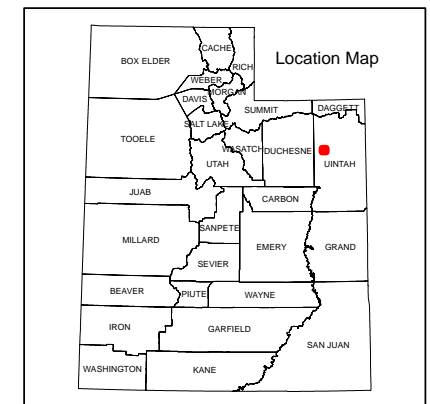 Location Map
CACHE
BOX ELDER
RICH
WEBER
MORGAN
DAVIS
SUMMIT
DAGGETT
SALT LAKE
TOOELE
WASATCH
DUCHESNE
UTAH
UINTAH
JUAB
CARBON
SANPETE
MILLARD
EMERY
GRAND
SEVIER
BEAVER
PIUTE
WAYNE
IRON
GARFIELD
SAN JUAN
WASHINGTON
KANE